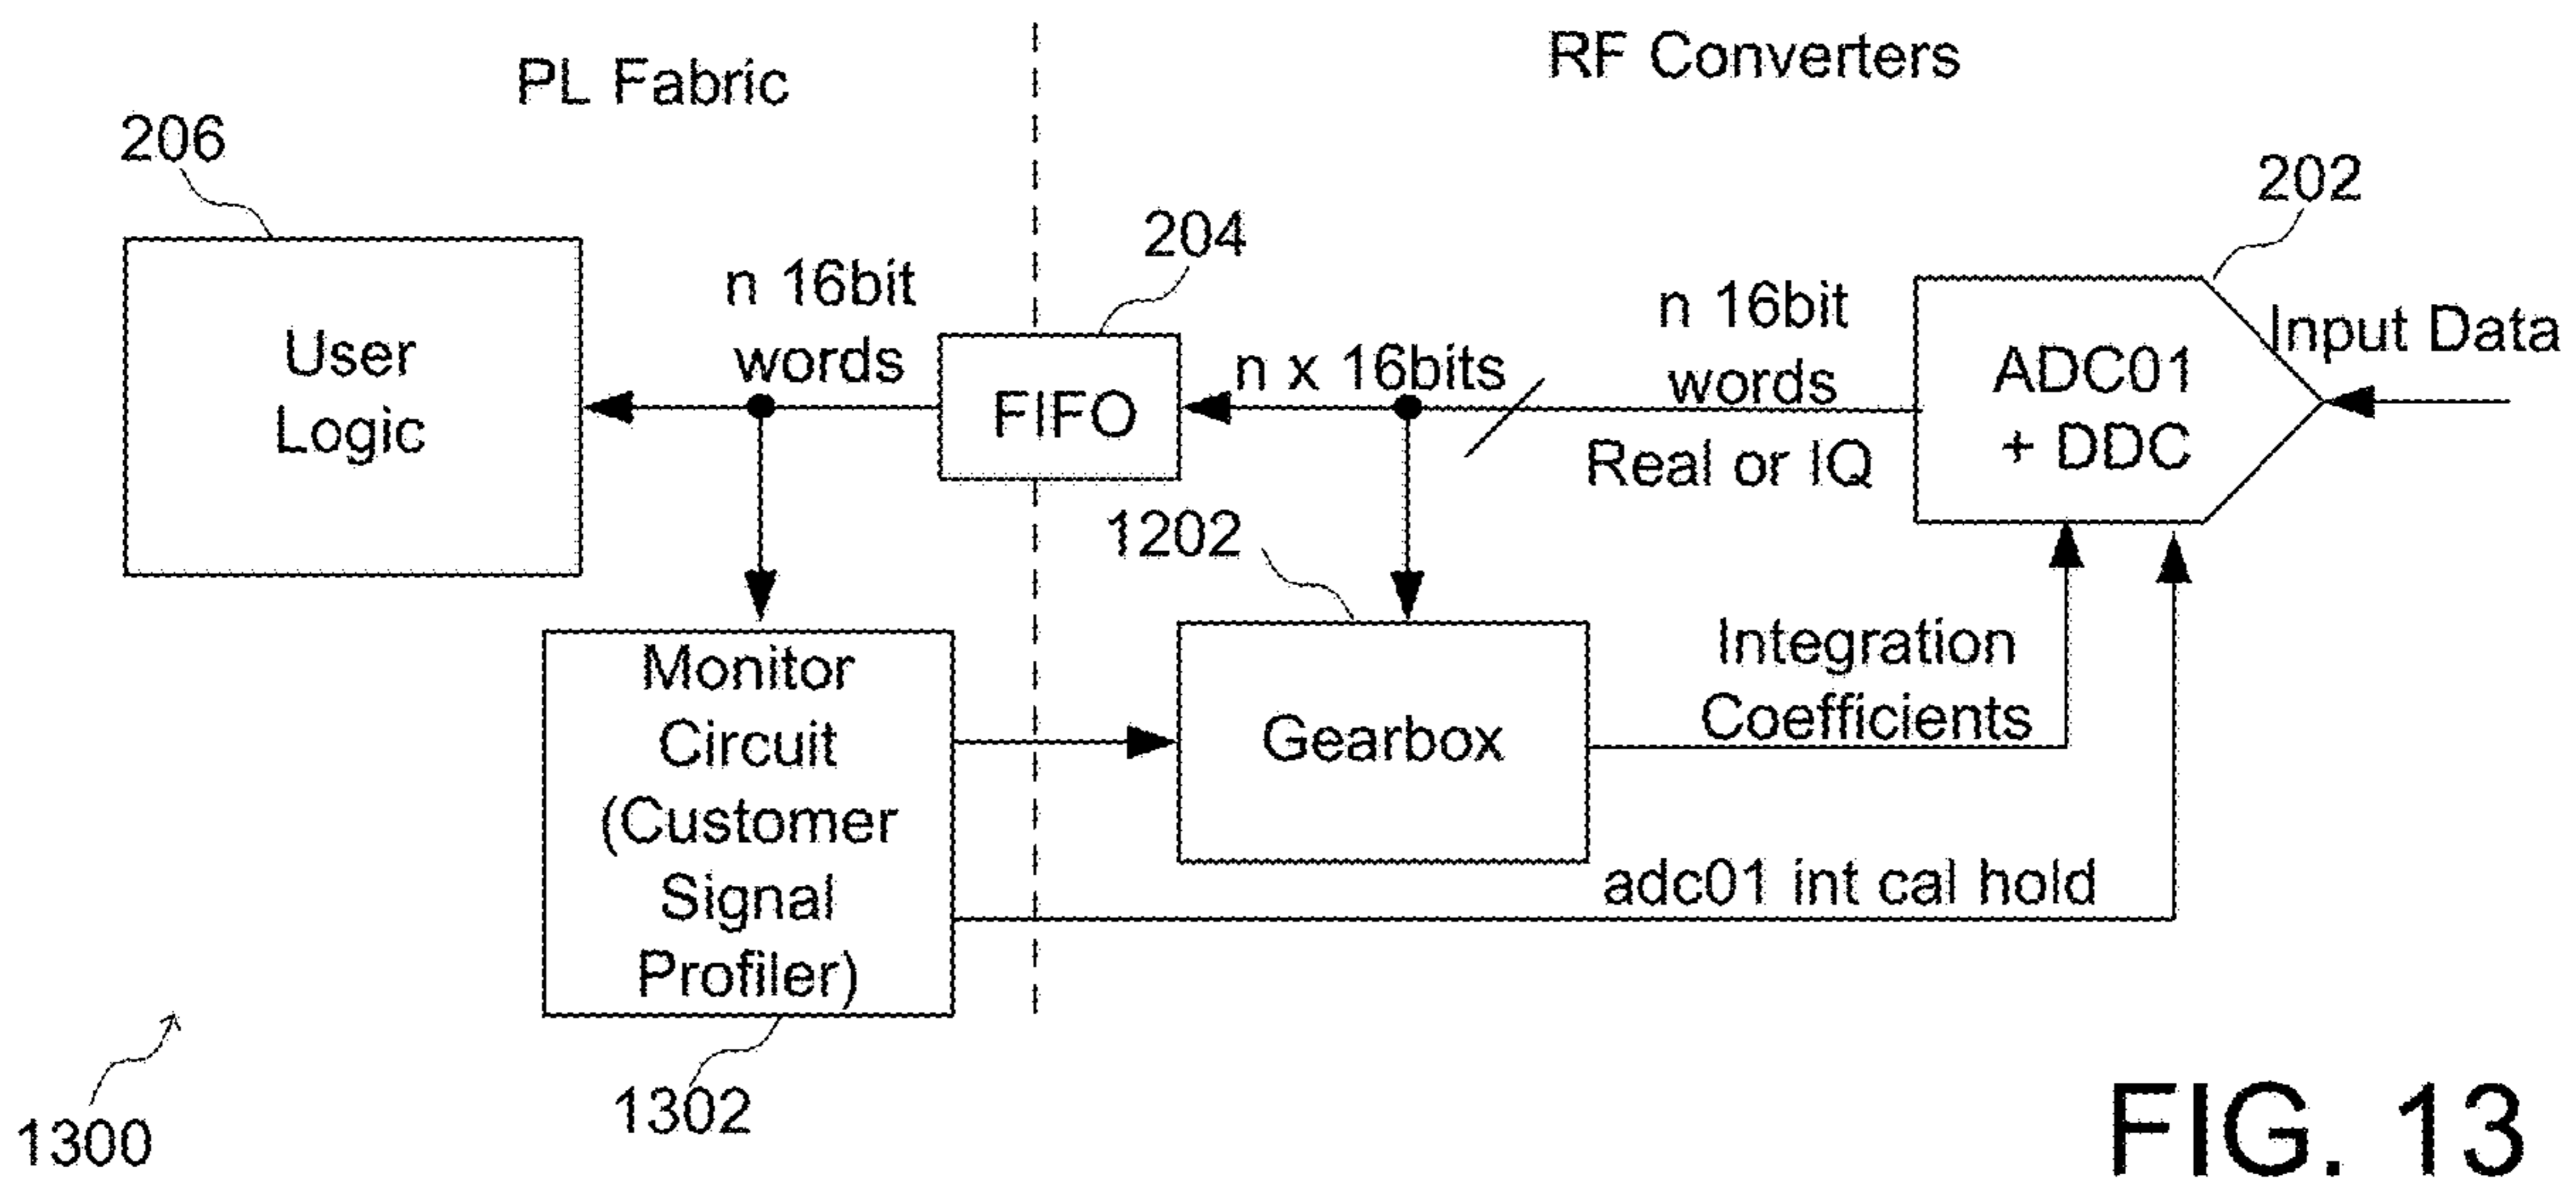 PL Fabric
RF Converters
206
204
202
n 16bit
words
n x 16bits
n 16bit
words
Real or IQ
Input Data
User
Logic
FIFO
ADC01
+ DDC
1202
Monitor
Circuit
(Customer
Signal
Profiler)
Gearbox
Integration
Coefficients
adc01 int cal hold
1302
1300
FIG. 13